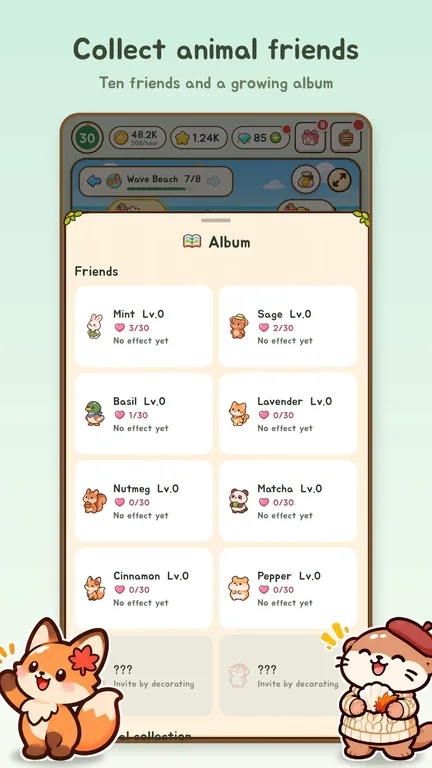 Collect animal friends
Ten friends and a growing album
30
48.2K
508/hour
1.24K
85
8
Wave Beach 7/8
Album
Friends
Mint Lv.0
3/30
No effect yet
Sage Lv.0
2/30
No effect yet
Basil Lv.0
1/30
No effect yet
Lavender Lv.0
0/30
No effect yet
Nutmeg Lv.0
0/30
No effect yet
Matcha Lv.0
0/30
No effect yet
Cinnamon Lv.0
0/30
No effect yet
Pepper Lv.0
0/30
No effect yet
???
Invite by decorating
???
Invite by decorating
collection